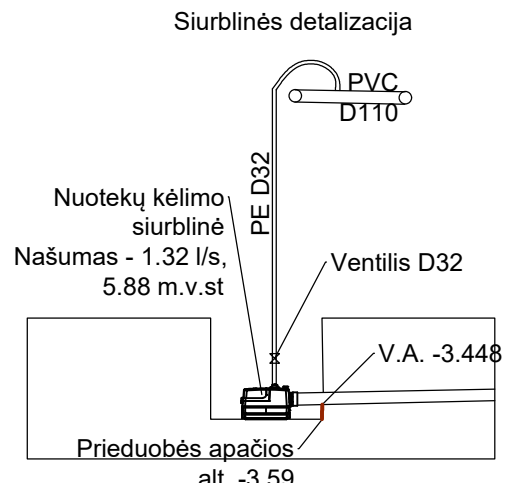 Siurblinės detalizacija
PVC
D110
PE D32
Nuotekų kėlimo
siurblinė
Našumas - 1.32 l/s,
5.88 m.v.st
Ventilis D32
V.A. -3.448
Prieduobės apačios
alt. -3.59